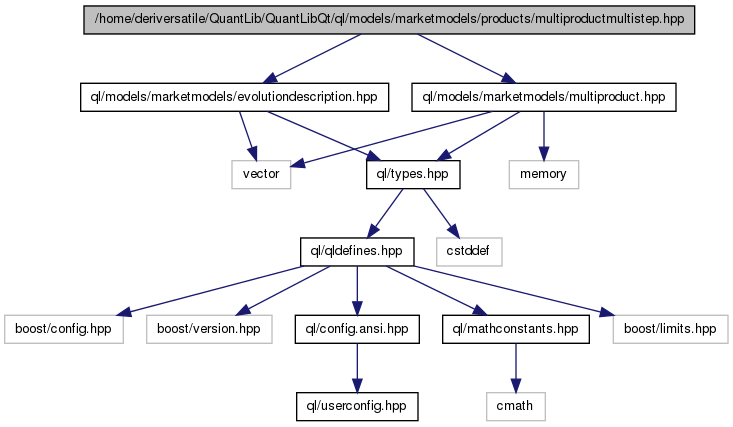 /home/deriversatile/QuantLib/QuantLibQt/ql/models/marketmodels/products/multiproductmultistep.hpp
ql/models/marketmodels/evolutiondescription.hpp
ql/models/marketmodels/multiproduct.hpp
vector
ql/types.hpp
memory
ql/qldefines.hpp
cstddef
boost/config.hpp
boost/version.hpp
ql/config.ansi.hpp
ql/mathconstants.hpp
boost/limits.hpp
ql/userconfig.hpp
cmath